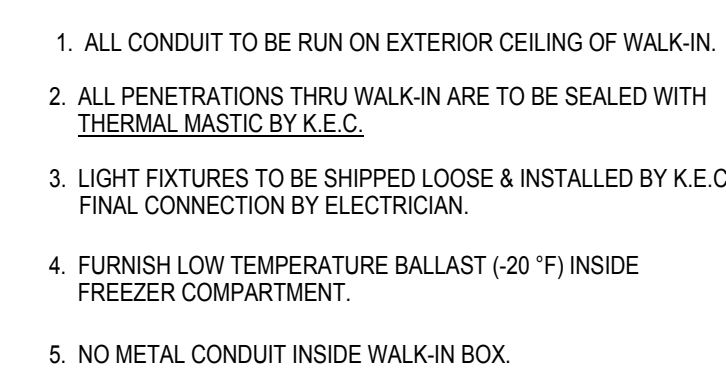 1. ALL CONDUIT TO BE RUN ON EXTERIOR CEILING OF WALK-IN.
2. ALL PENETRATIONS THRU WALK-IN ARE TO BE SEALED WITH
THERMAL MASTIC BY K.E.C.
3. LIGHT FIXTURES TO BE SHIPPED LOOSE & INSTALLED BY K.E.C
FINAL CONNECTION BY ELECTRICIAN.
4. FURNISH LOW TEMPERATURE BALLAST (-20 °F) INSIDE
FREEZER COMPARTMENT.
5. NO METAL CONDUIT INSIDE WALK-IN BOX.